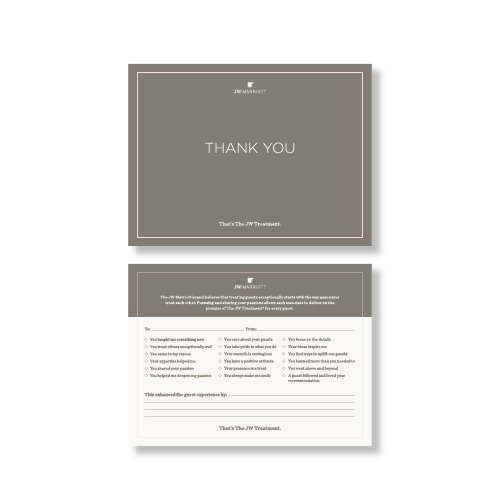 JW MARRIOTT
THANK YOU
That's The JW Treatment.
JW MARRIOTT
The JW Marriott brand believes that treating guests exceptionally starts with the way associates
treat each other. Pursuing and sharing your passions allows each associate to deliver on the
promise of The JW Treatment® for every guest.
To: From:
You taught me something new You care about your guests You focus on the details
You treat others exceptionally well You take pride in what you do Your ideas inspire me
You came to my rescue Your warmth is contagious You find ways to uplift our guests
Your expertise helped me You have a positive attitude You learned more than you needed to
You shared your passion Your presence is a treat You went above and beyond
You helped me deepen my passion You always make me smile A guest followed and loved your
recommendation
This enhanced the guest experience by:
That's The JW Treatment.